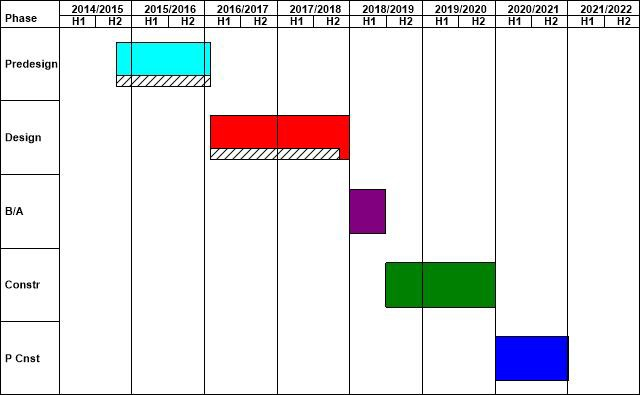 Phase 2014/2015 2015/2016 2016/2017 2017/2018 2018/2019 2019/2020 2020/2021 2021/2022
H1 H2 H1 H2 H1 H2 H1 H2 H1 H2 H1 H2 H1 H2 H1 H2
Predesign
Design
B/A
Constr
P Cnst